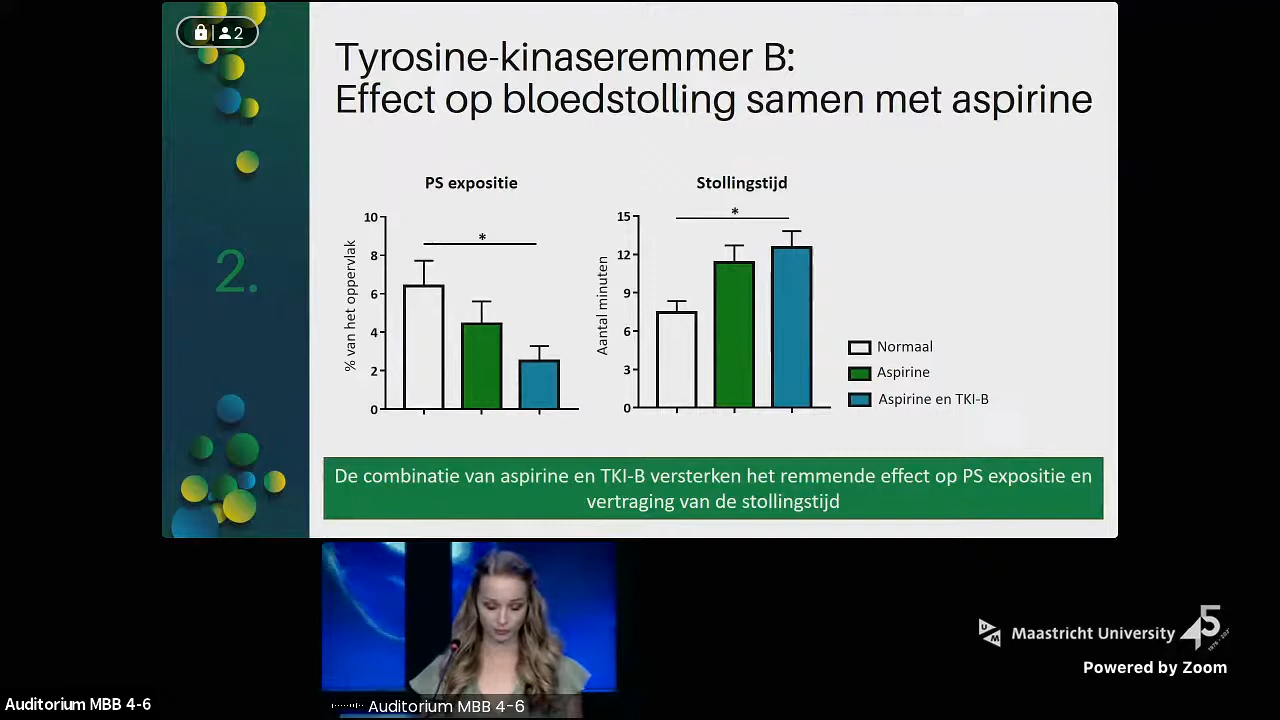 2
Tyrosine-kinaseremmer B:
Effect op bloedstolling samen met aspirine
2.
PS expositie
% van het oppervlak
10
8
6
4
2
0
*
Stollingstijd
Aantal minuten
15
12
9
6
3
0
*
Normaal
Aspirine
Aspirine en TKI-B
De combinatie van aspirine en TKI-B versterken het remmende effect op PS expositie en
vertraging van de stollingstijd
Maastricht University
45
Powered by Zoom
Auditorium MBB 4-6
Auditorium MBB 4-6